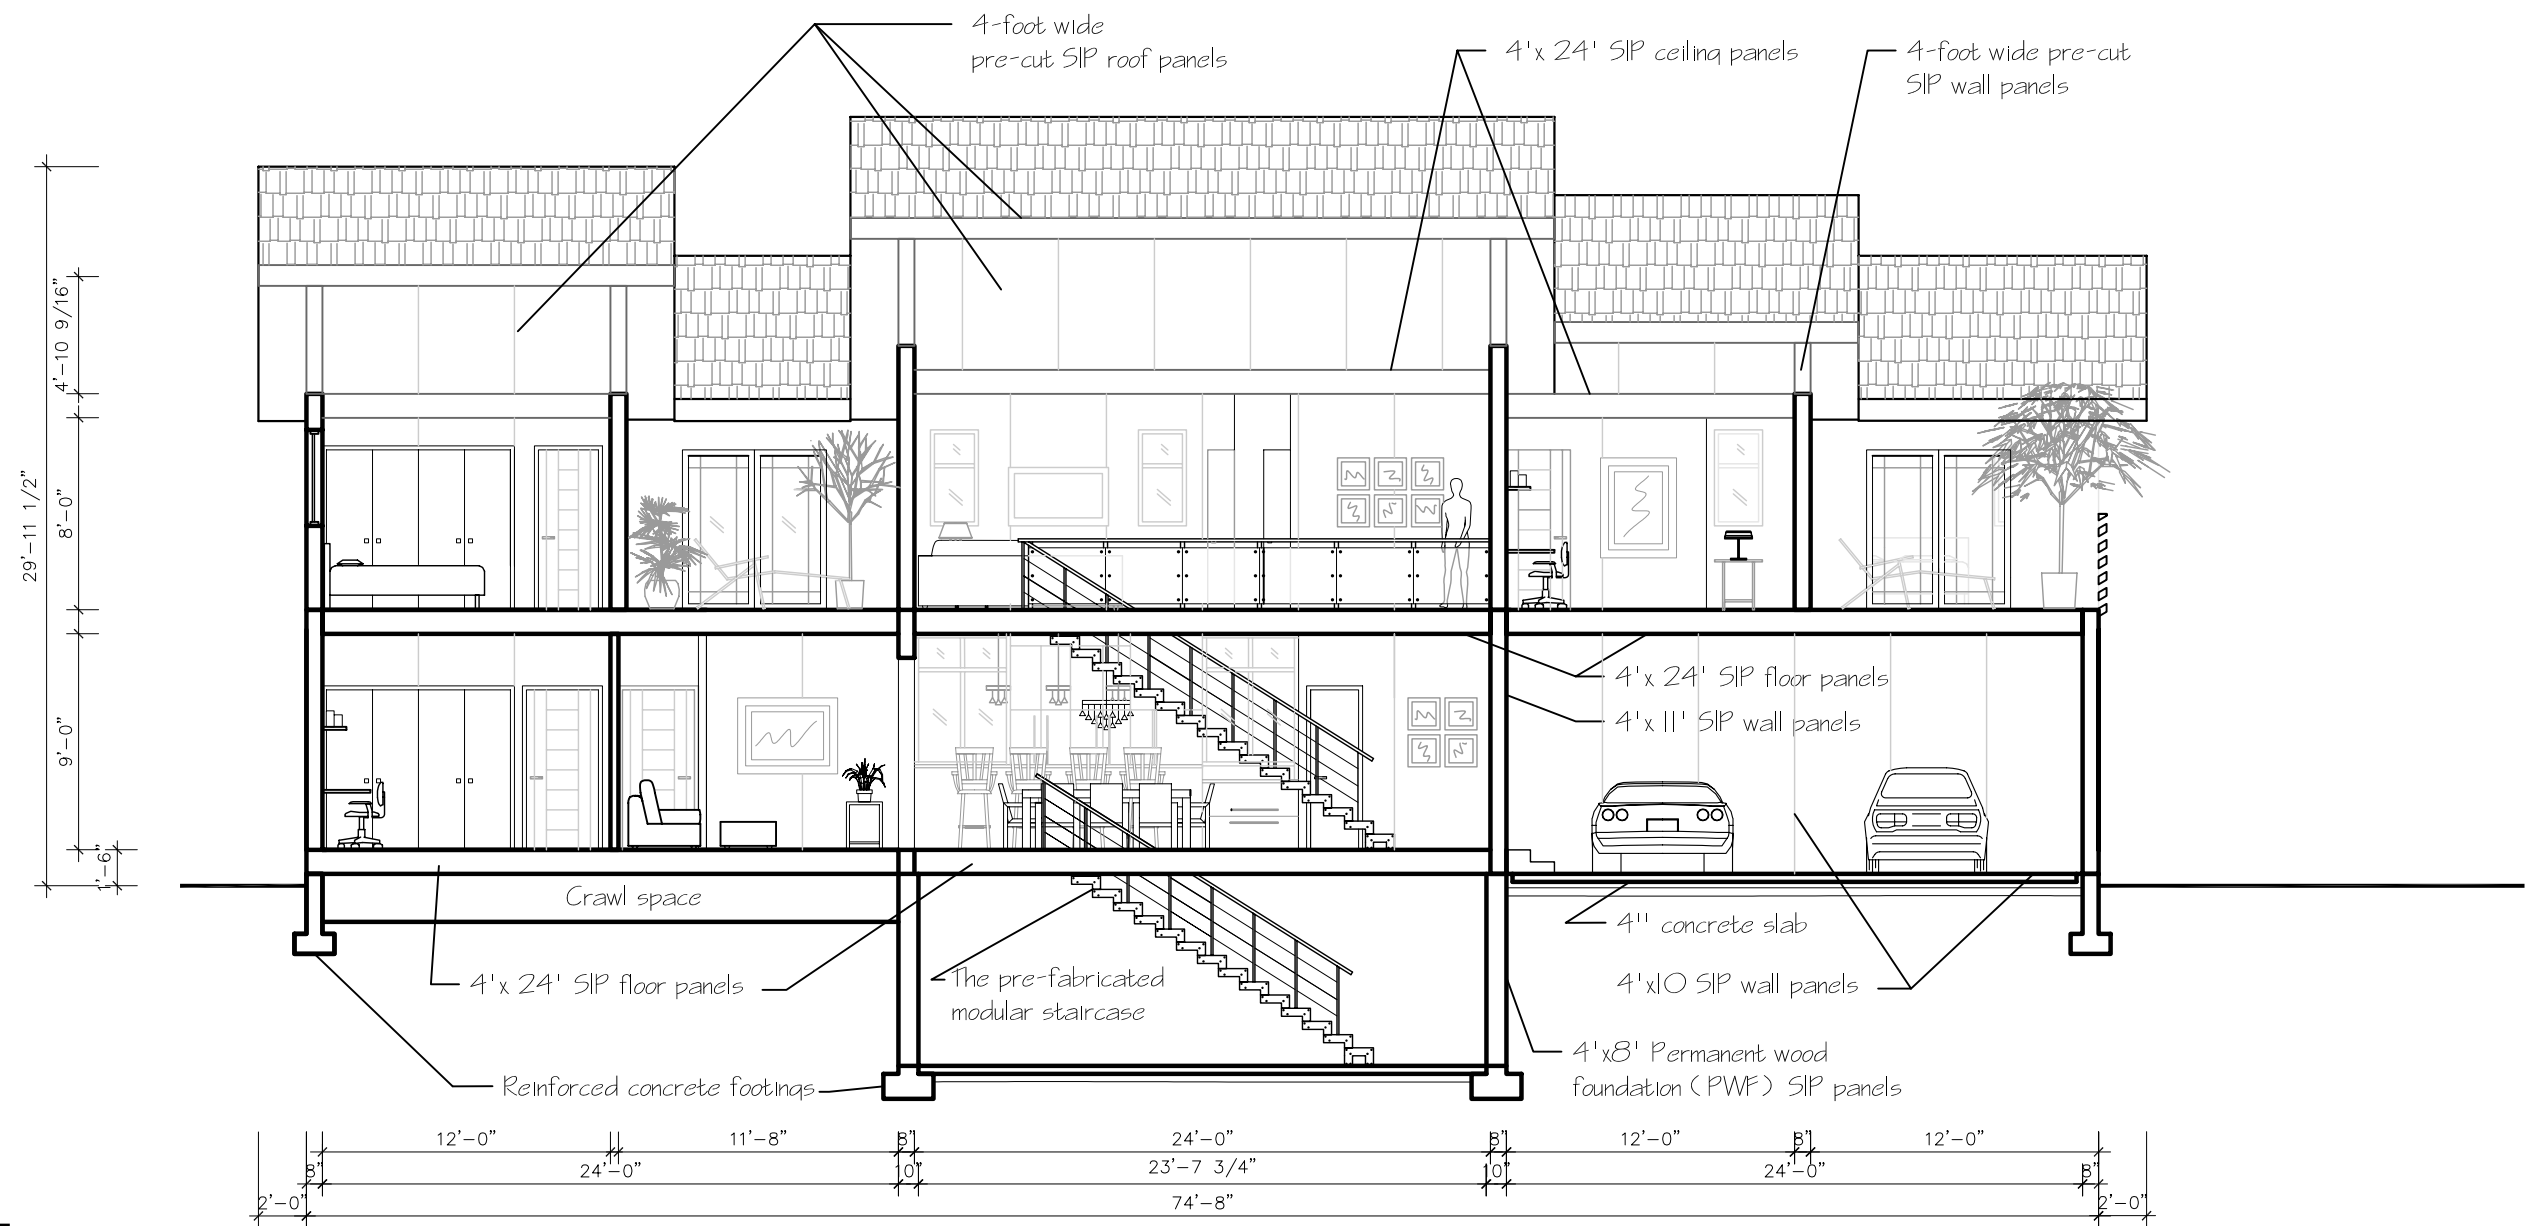 4-foot wide
pre-cut SIP roof panels
4'x 24' SIP ceiling panels
4-foot wide pre-cut
SIP wall panels
29'-11 1/2"
4'-10 9/16"
8'-0"
9'-0"
1'-6"
4'x 24' SIP floor panels
4'x 11' SIP wall panels
Crawl space
4" concrete slab
4'x 24' SIP floor panels
The pre-fabricated
modular staircase
4'x10 SIP wall panels
4'x8' Permanent wood
foundation (PWF) SIP panels
Reinforced concrete footings
12'-0" 11'-8" 8" 24'-0" 8" 12'-0" 8" 12'-0"
8" 24'-0" 10" 23'-7 3/4" 10" 24'-0" 8"
2'-0" 74'-8" 2'-0"